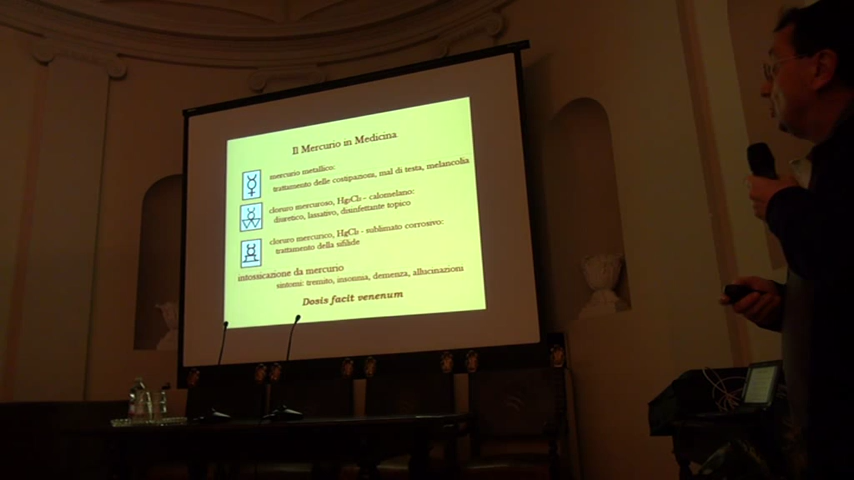 Il Mercurio in Medicina
mercurio metallico:
trattamento delle costipazioni, mal di testa, melancolia
cloruro mercuroso, Hg₂Cl₂ - calomelano:
diuretico, lassativo, disinfettante topico
cloruro mercurico, HgCl₂ - sublimato corrosivo:
trattamento della sifilide
intossicazione da mercurio
sintomi: tremito, insonnia, demenza, allucinazioni
Dosis facit venenum